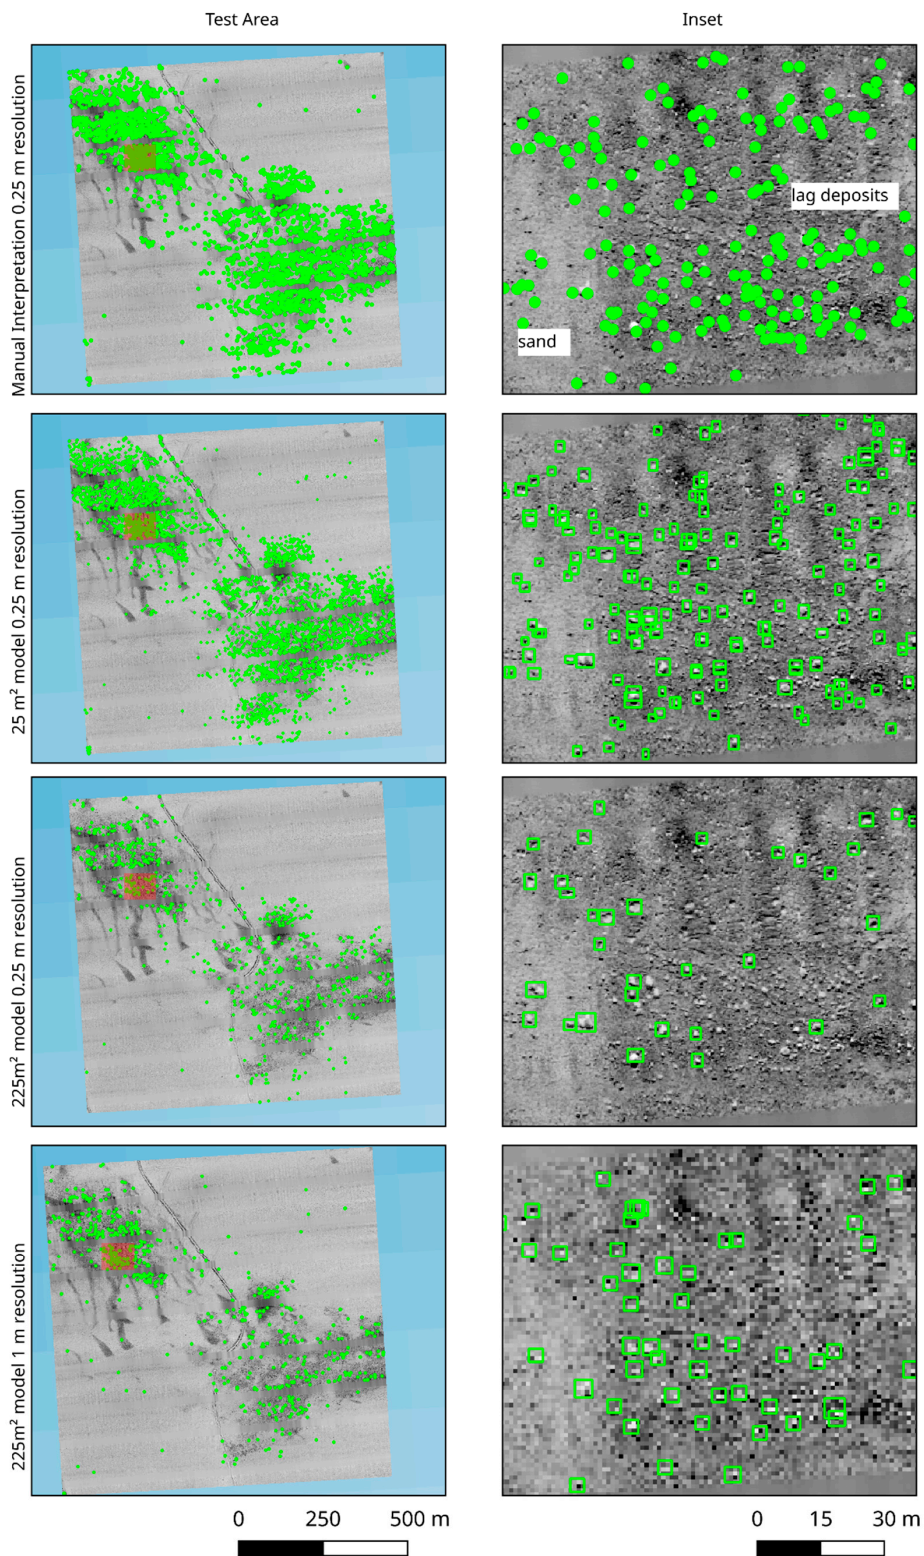 Test Area
Inset
Manual Interpretation 0.25 m resolution
lag deposits
sand
25 m² model 0.25 m resolution
225m² model 0.25 m resolution
225m² model 1 m resolution
0 250 500 m
0 15 30 m